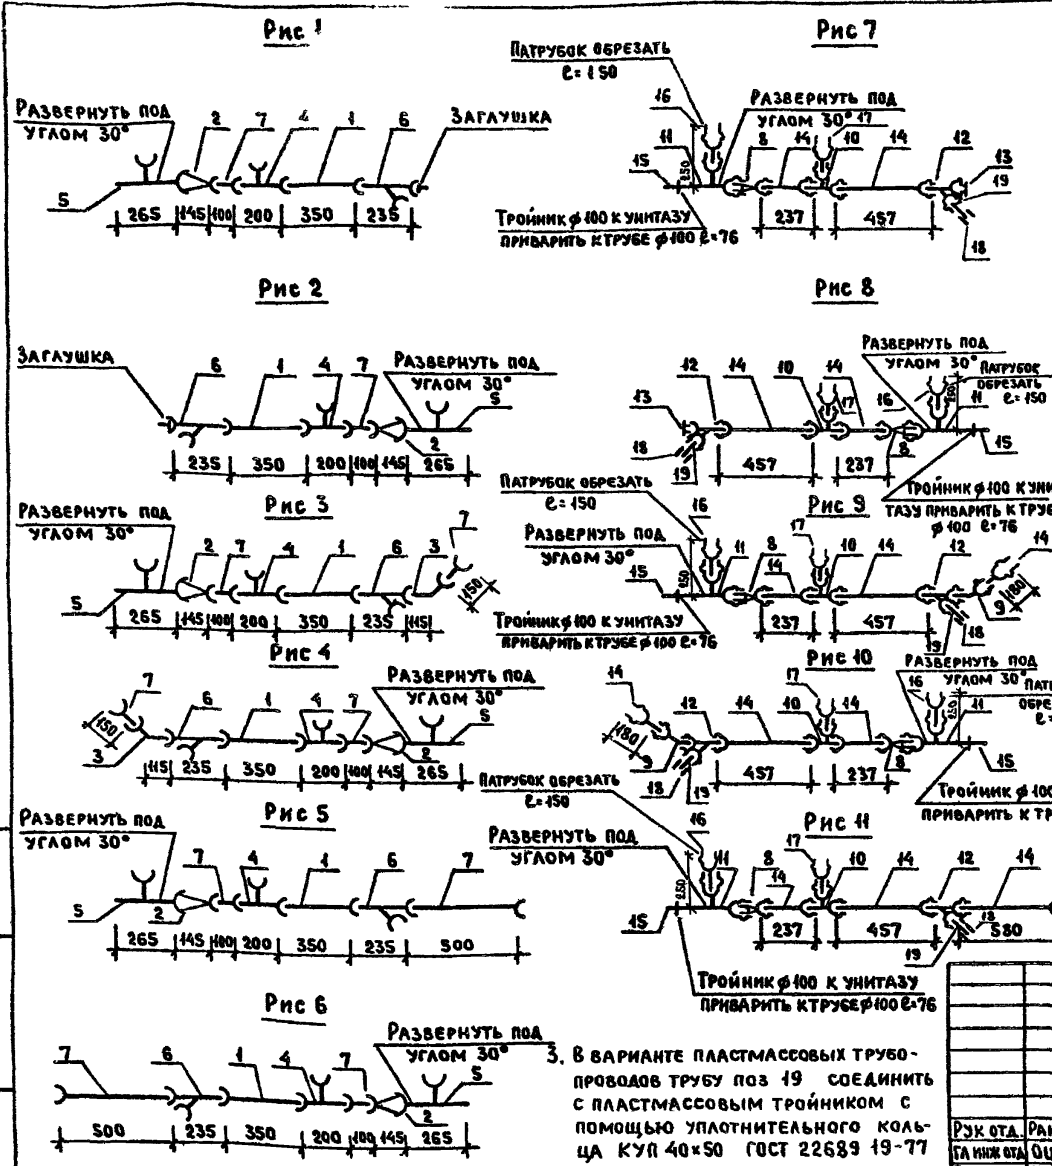 Рис 1
РАЗВЕРНУТЬ ПОД
УГЛОМ 30°
2 7 4 1 6
ЗАГЛУШКА
5
265 145 100 200 350 235
Рис 2
ЗАГЛУШКА
6 1 4 7
РАЗВЕРНУТЬ ПОД
УГЛОМ 30°
5
2
235 350 200 100 145 265
Рис 3
РАЗВЕРНУТЬ ПОД
УГЛОМ 30°
2 7 4 1 6 3 7
5
150
265 145 100 200 350 235 115
Рис 4
7 6 1 4 7
РАЗВЕРНУТЬ ПОД
УГЛОМ 30°
5
150
3 2
115 235 350 200 100 145 265
Рис 5
РАЗВЕРНУТЬ ПОД
УГЛОМ 30°
7 4 1 6 7
5 2
265 145 100 200 350 235 500
Рис 6
7 6 1 4 7
РАЗВЕРНУТЬ ПОД
УГЛОМ 30°
5
2
500 235 350 200 100 145 265
Рис 7
ПАТРУБОК ОБРЕЗАТЬ
ℓ=150
16
РАЗВЕРНУТЬ ПОД
УГЛОМ 30° 17
15 11 250 8 14 10 14 12 13
19
18
ТРОЙНИК ϕ100 К УНИТАЗУ
ПРИВАРИТЬ К ТРУБЕ ϕ100 ℓ=76
237 457
Рис 8
РАЗВЕРНУТЬ ПОД
УГЛОМ 30°
ПАТРУБОК
ОБРЕЗАТЬ
ℓ=150
12 14 10 14
13 17 16 11
18 19 8 15
457 237
ТРОЙНИК ϕ100 К УНИ
ТАЗУ ПРИВАРИТЬ К ТРУБЕ
ϕ100 ℓ=76
Рис 9
ПАТРУБОК ОБРЕЗАТЬ
ℓ=150
16
РАЗВЕРНУТЬ ПОД
УГЛОМ 30°
17
15 11 8 14 10 14 12 14
9 180
18
19
ТРОЙНИК ϕ100 К УНИТАЗУ
ПРИВАРИТЬ К ТРУБЕ ϕ100 ℓ=76
237 457
Рис 10
РАЗВЕРНУТЬ ПОД
УГЛОМ 30°
14 12 14 10 17 14 16 250 11
180 9
18 19 8 15
457 237
ТРОЙНИК ϕ100
ПРИВАРИТЬ К ТР
Рис 11
ПАТРУБОК ОБРЕЗАТЬ
ℓ=150
16
РАЗВЕРНУТЬ ПОД
УГЛОМ 30°
17
11 8 14 10 14 12 14
15 250
18
19
237 457 580
ТРОЙНИК ϕ100 К УНИТАЗУ
ПРИВАРИТЬ К ТРУБЕ ϕ100 ℓ=76
3. В ВАРИАНТЕ ПЛАСТМАССОВЫХ ТРУБО-
ПРОВОДОВ ТРУБУ ПОЗ 19 СОЕДИНИТЬ
С ПЛАСТМАССОВЫМ ТРОЙНИКОМ С
ПОМОЩЬЮ УПЛОТНИТЕЛЬНОГО КОЛЬ-
ЦА КУП 40×50 ГОСТ 22689 19-77
РУК ОТД.
ГЛ ИНЖ ОТД